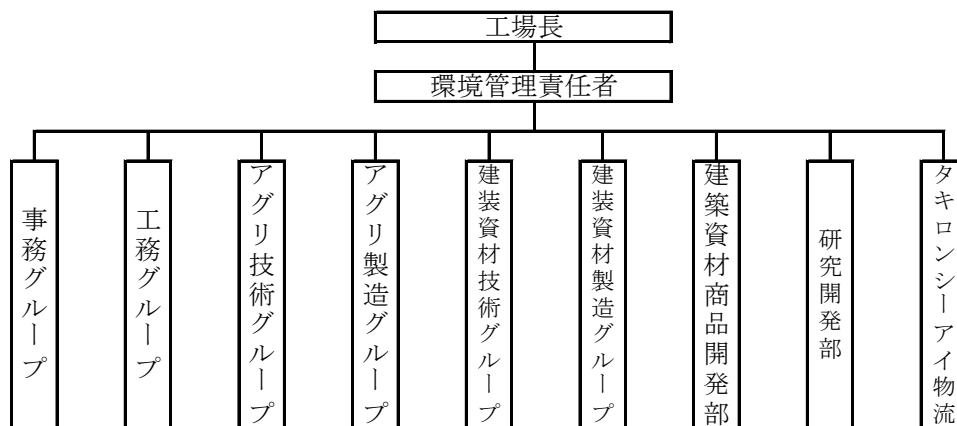 工場長
環境管理責任者
事務グループ
工務グループ
アグリ技術グループ
アグリ製造グループ
建装資材技術グループ
建装資材製造グループ
建築資材商品開発部
研究開発部
タキロンシーアイ物流